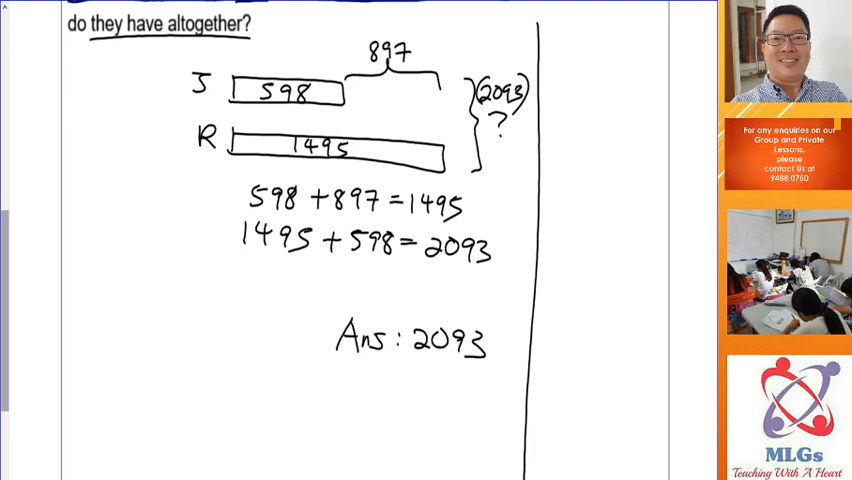 do they have altogether?
897
J 598
(2093)
?
R 1495
598 + 897 = 1495
1495 + 598 = 2093
Ans : 2093
For any enquiries on our
Group and Private
Lessons,
please
contact Us at
9488 0750
MLGs
Teaching With A Heart